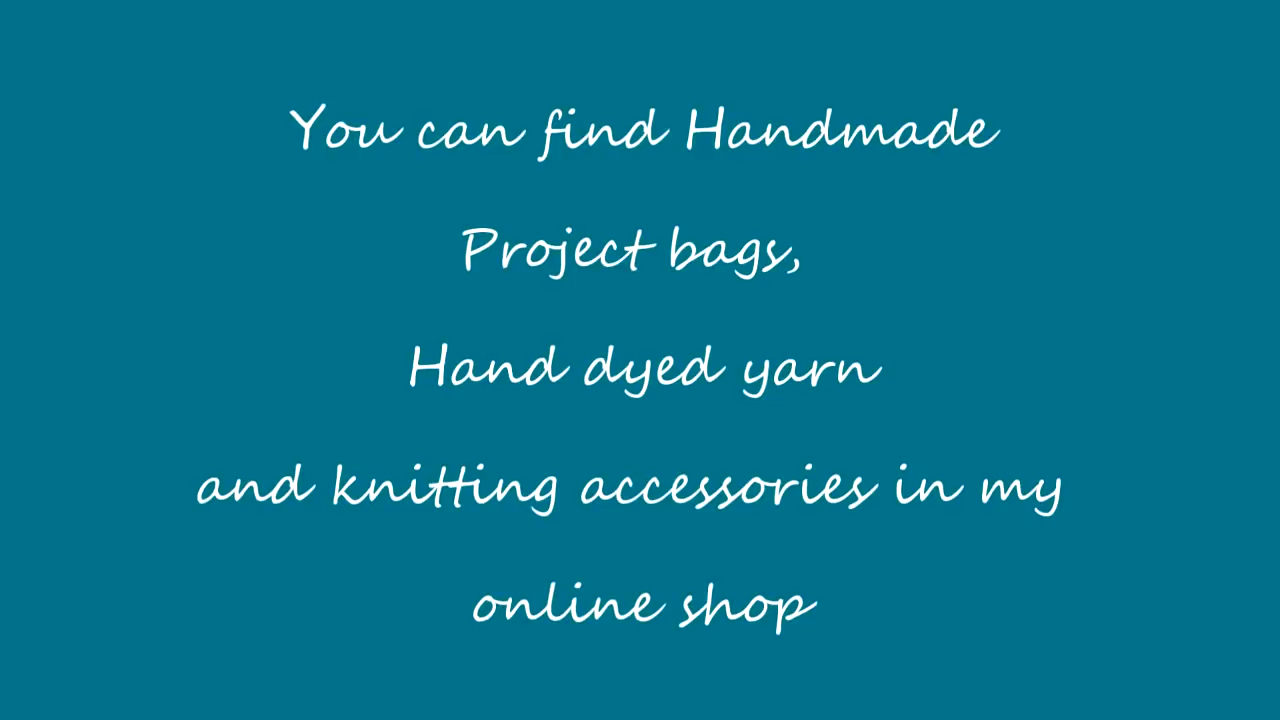 You can find Handmade
Project bags,
Hand dyed yarn
and knitting accessories in my
online shop